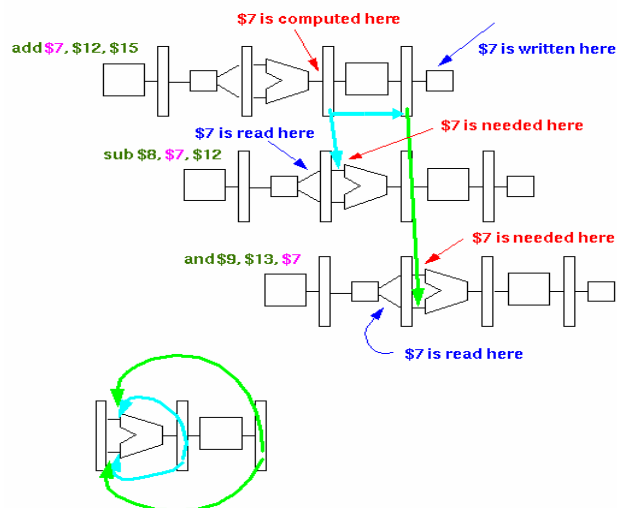 $7 is computed here
add $7, $12, $15
$7 is written here
$7 is read here
$7 is needed here
sub $8, $7, $12
$7 is needed here
and $9, $13, $7
$7 is read here